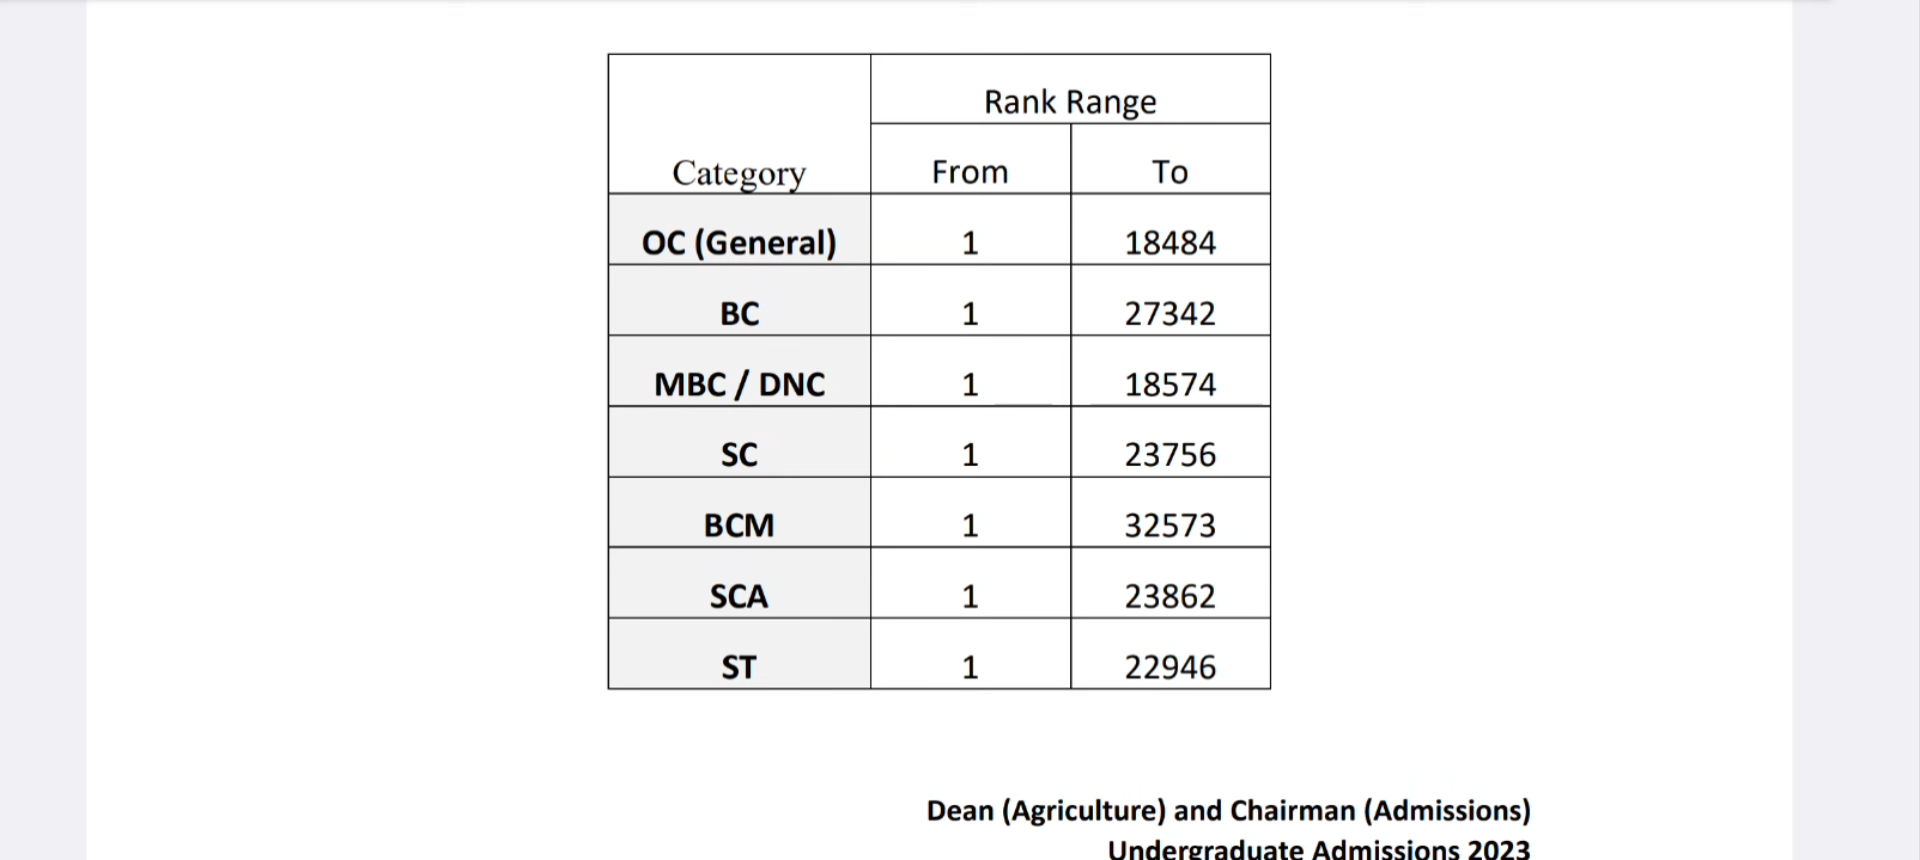 Rank Range
Category From To
OC (General) 1 18484
BC 1 27342
MBC / DNC 1 18574
SC 1 23756
BCM 1 32573
SCA 1 23862
ST 1 22946
Dean (Agriculture) and Chairman (Admissions)
Undergraduate Admissions 2023